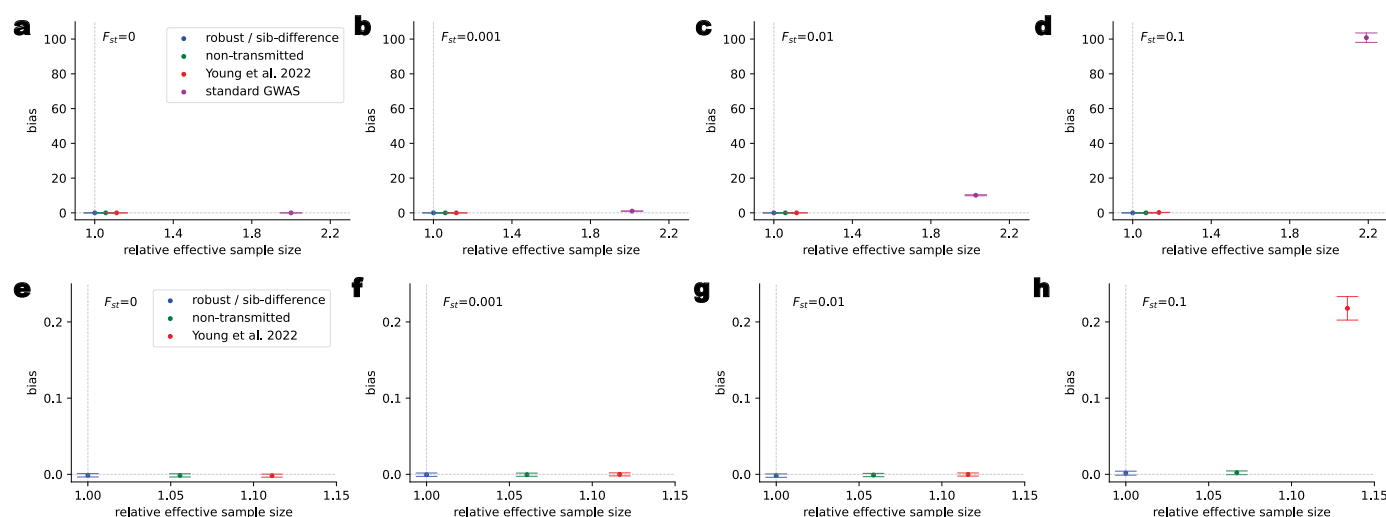 a
F_st=0
robust / sib-difference
non-transmitted
Young et al. 2022
standard GWAS
100
80
60
40
20
0
bias
1.0 1.4 1.8 2.2
relative effective sample size
b
F_st=0.001
100
80
60
40
20
0
bias
1.0 1.4 1.8 2.2
relative effective sample size
c
F_st=0.01
100
80
60
40
20
0
bias
1.0 1.4 1.8 2.2
relative effective sample size
d
F_st=0.1
100
80
60
40
20
0
bias
1.0 1.4 1.8 2.2
relative effective sample size
e
F_st=0
robust / sib-difference
non-transmitted
Young et al. 2022
0.2
0.1
0.0
bias
1.00 1.05 1.10 1.15
relative effective sample size
f
F_st=0.001
0.2
0.1
0.0
bias
1.00 1.05 1.10 1.15
relative effective sample size
g
F_st=0.01
0.2
0.1
0.0
bias
1.00 1.05 1.10 1.15
relative effective sample size
h
F_st=0.1
0.2
0.1
0.0
bias
1.00 1.05 1.10 1.15
relative effective sample size